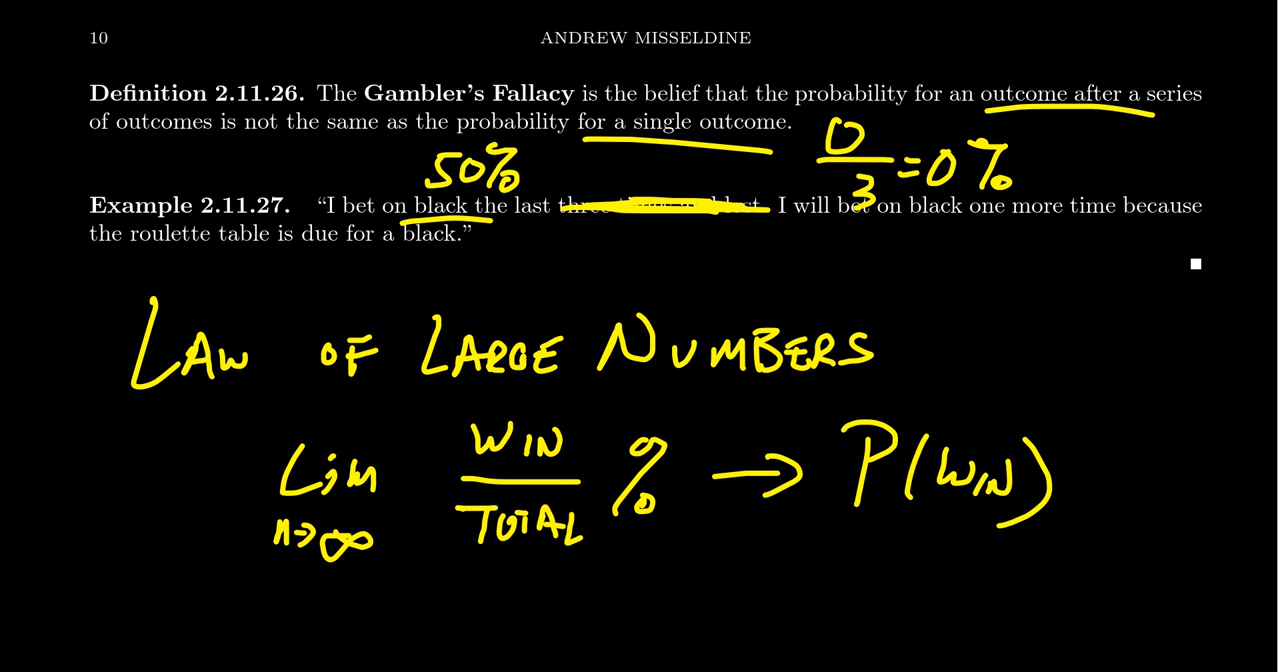 10 ANDREW MISSELDINE
Definition 2.11.26. The Gambler's Fallacy is the belief that the probability for an outcome after a series
of outcomes is not the same as the probability for a single outcome.
50% 0/3 = 0%
Example 2.11.27. “I bet on black the last I will bet on black one more time because
the roulette table is due for a black.”
LAW OF LARGE NUMBERS
Lim n→∞ WIN/TOTAL % → P(WIN)